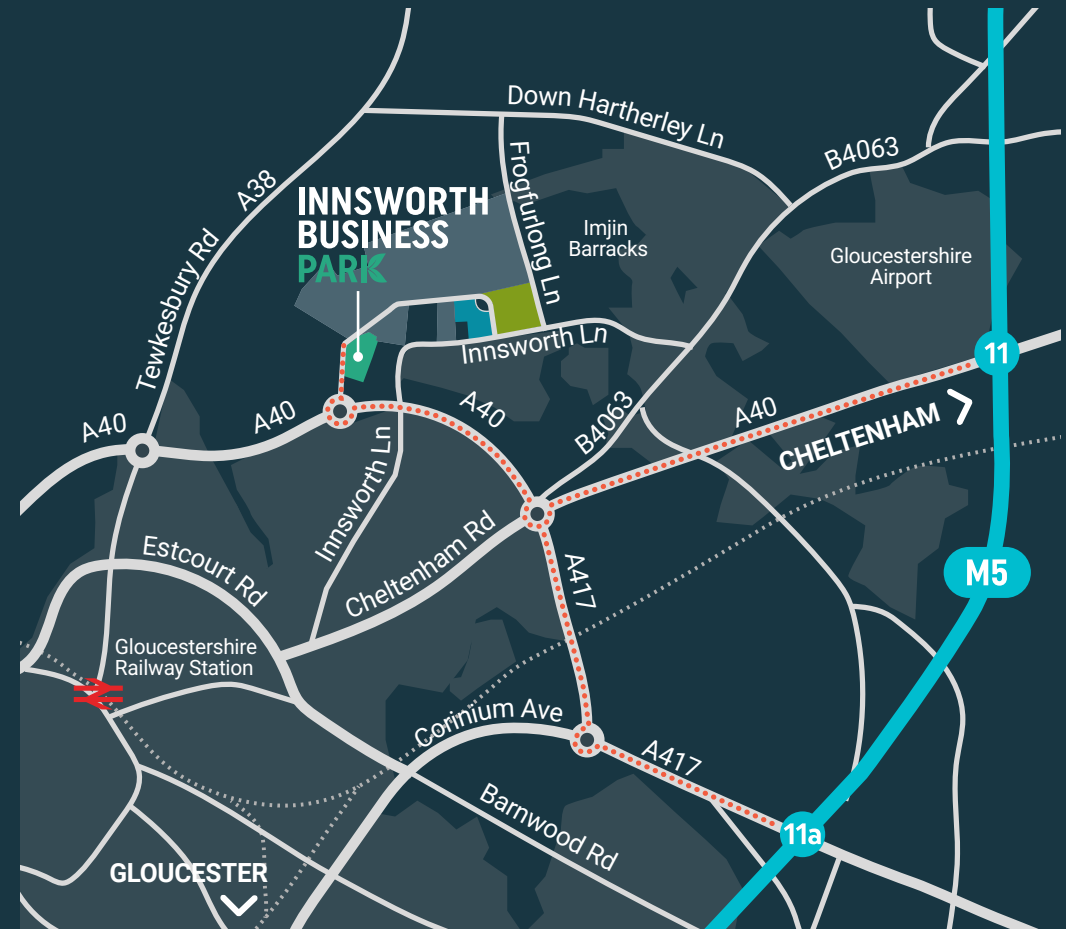 Down Hartherley Ln
B4063
A38
Frogfurlong Ln
INNSWORTH
BUSINESS
PARK
Imjin
Barracks
Gloucestershire
Airport
Tewkesbury Rd
Innsworth Ln
11
A40
A40
A40
A40
B4063
CHELTENHAM
Innsworth Ln
Cheltenham Rd
Estcourt Rd
A417
M5
Gloucestershire
Railway Station
Corinium Ave
A417
Barnwood Rd
11a
GLOUCESTER